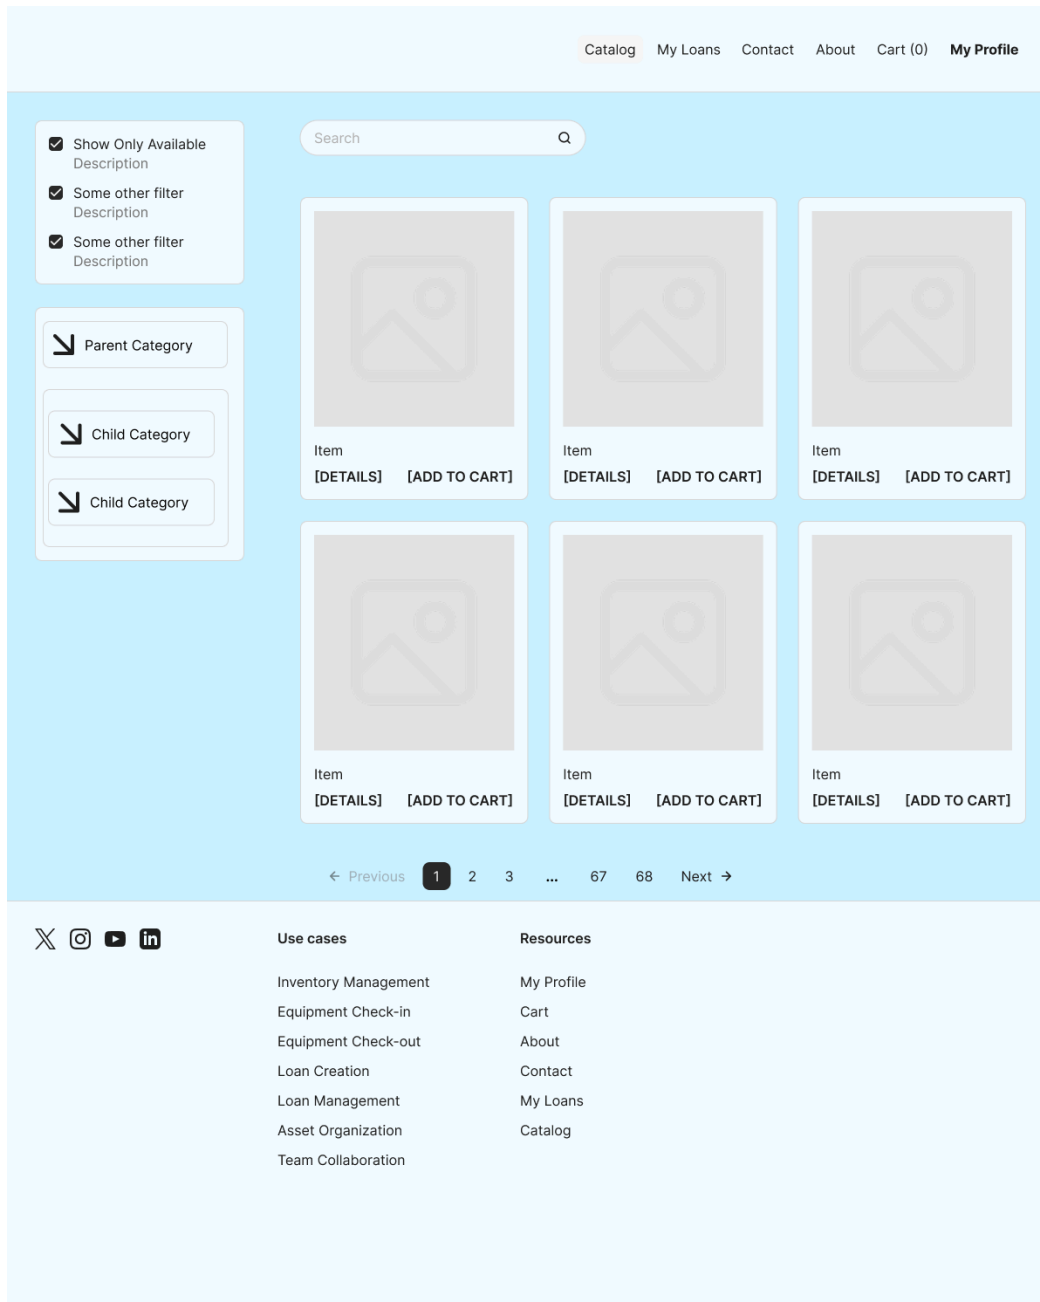 Catalog My Loans Contact About Cart (0) My Profile
Search
Show Only Available
Description
Some other filter
Description
Some other filter
Description
Parent Category
Child Category
Child Category
Item
[DETAILS] [ADD TO CART]
Item
[DETAILS] [ADD TO CART]
Item
[DETAILS] [ADD TO CART]
Item
[DETAILS] [ADD TO CART]
Item
[DETAILS] [ADD TO CART]
Item
[DETAILS] [ADD TO CART]
← Previous 1 2 3 ... 67 68 Next →
Use cases
Inventory Management
Equipment Check-in
Equipment Check-out
Loan Creation
Loan Management
Asset Organization
Team Collaboration
Resources
My Profile
Cart
About
Contact
My Loans
Catalog